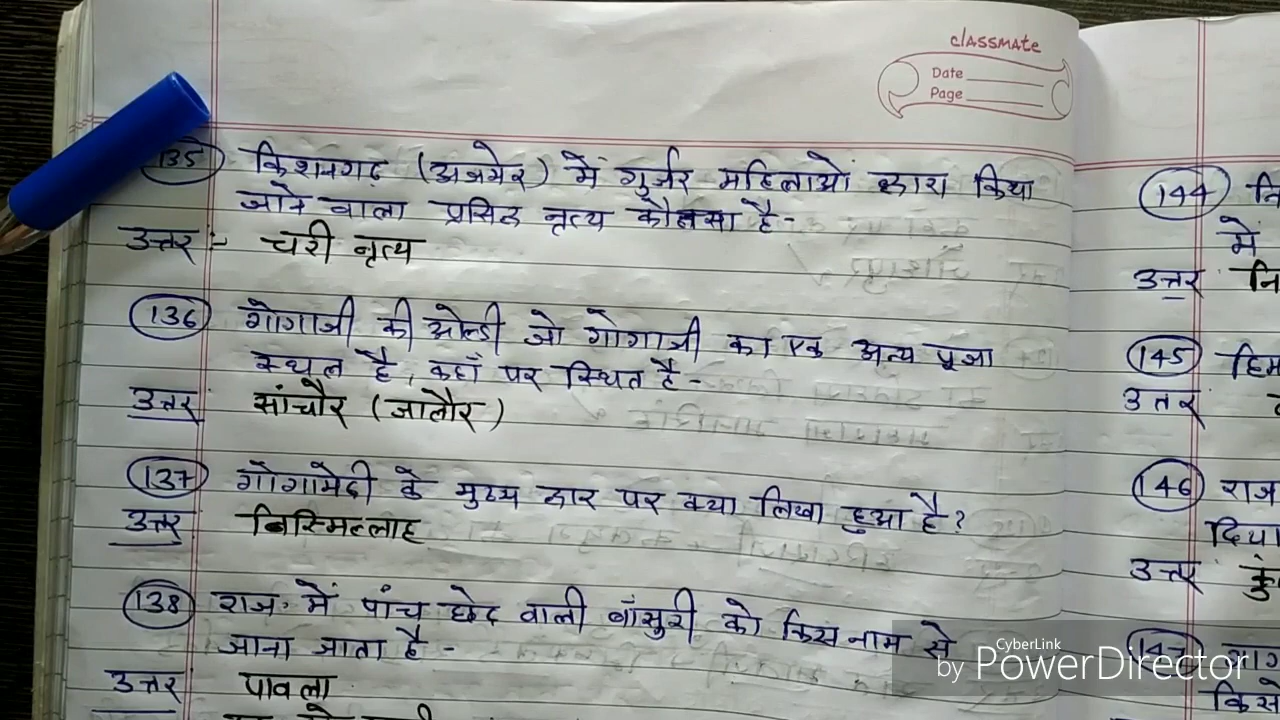 classmate
Date
Page
135 किशनगढ़ (अजमेर) में गुर्जर महिलाओं द्वारा किया
जाने वाला प्रसिद्ध नृत्य कौनसा है-
उत्तर :- चरी नृत्य
136 गोगाजी की ओल्डी जो गोगाजी का एक अन्य पूजा
स्थल है, कहाँ पर स्थित है-
उत्तर सांचौर (जालौर)
137 गोगामेडी के मुख्य द्वार पर क्या लिखा हुआ है?
उत्तर बिस्मिल्लाह
138 राज. में पांच छेद वाली बाँसुरी को किस नाम से
जाना जाता है -
उत्तर पावला
144 नि
में
उत्तर नि
145 हिम
उत्तर
146 राज
दिया
उत्तर
147
किसे
CyberLink
by PowerDirector